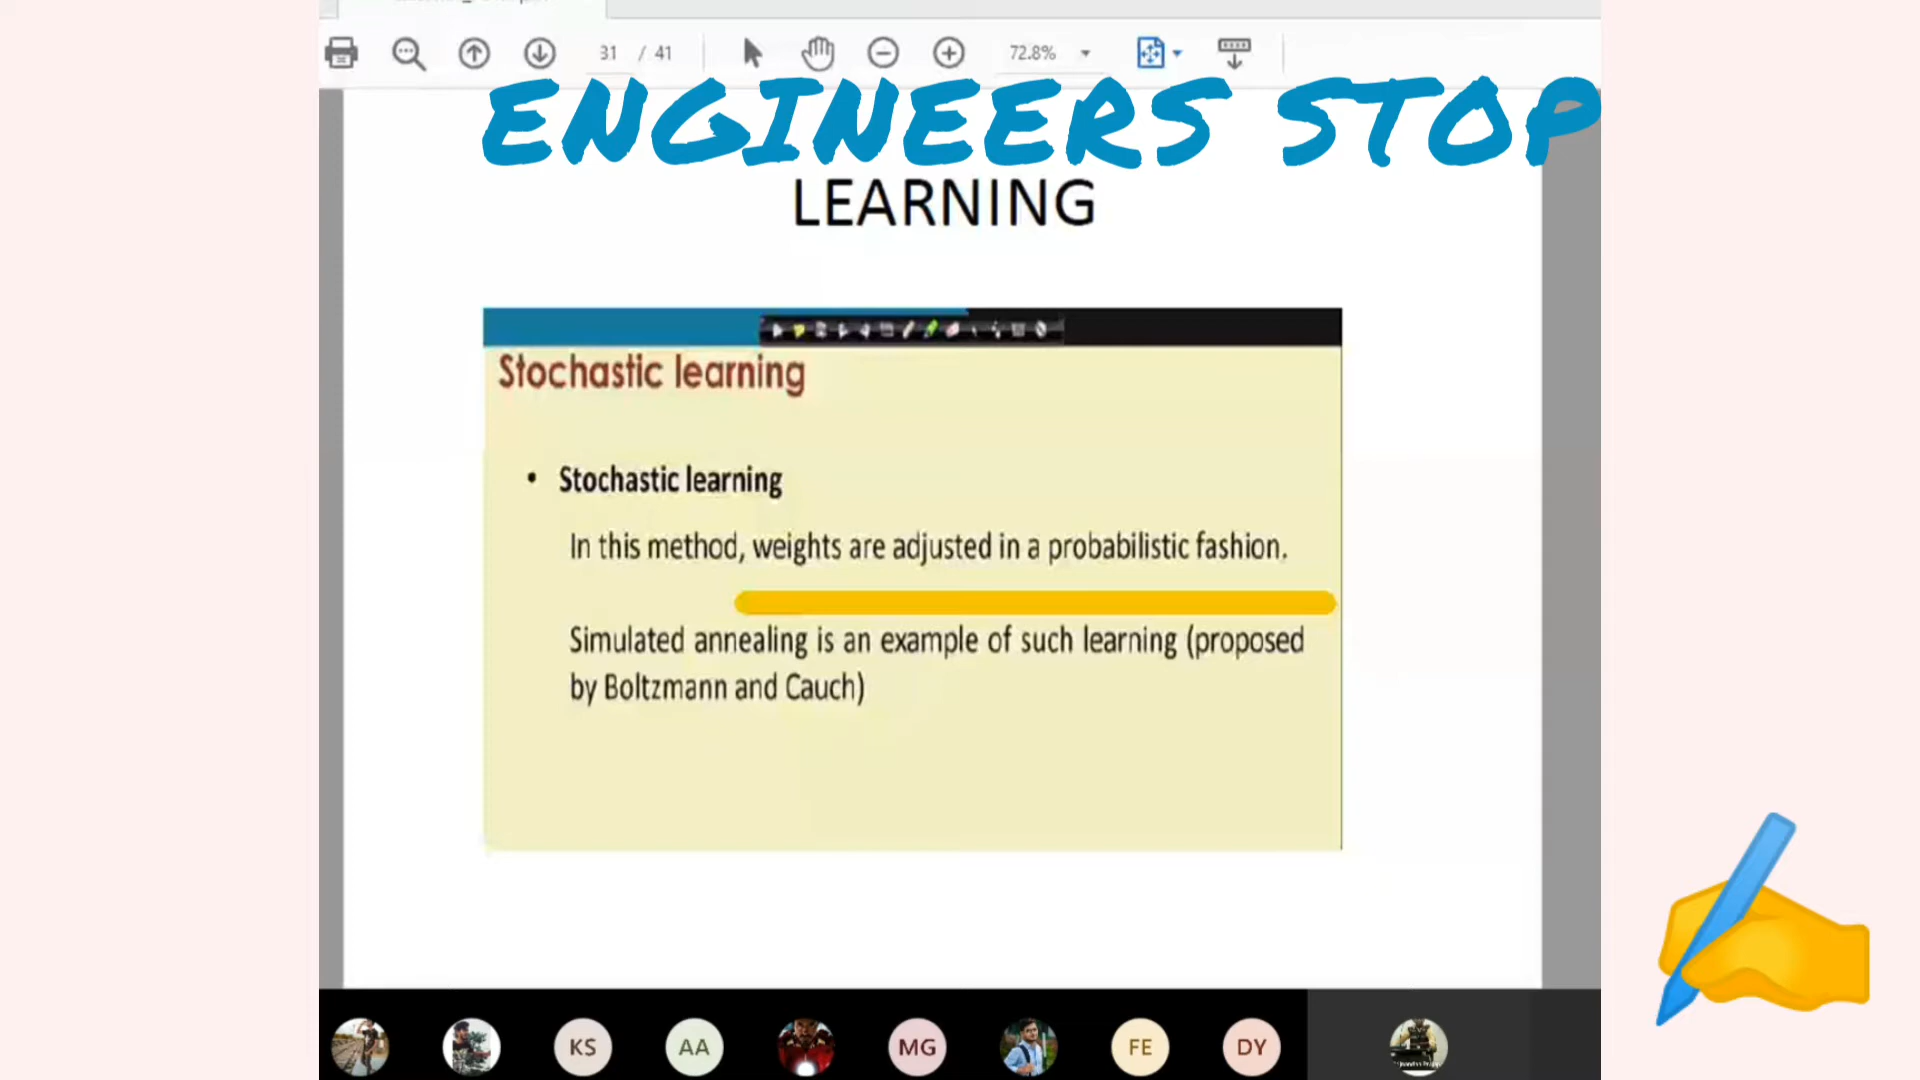 31 / 41
72.8%
ENGINEERS STOP
LEARNING
Stochastic learning
• Stochastic learning
In this method, weights are adjusted in a probabilistic fashion.
Simulated annealing is an example of such learning (proposed
by Boltzmann and Cauch)
KS AA MG FE DY